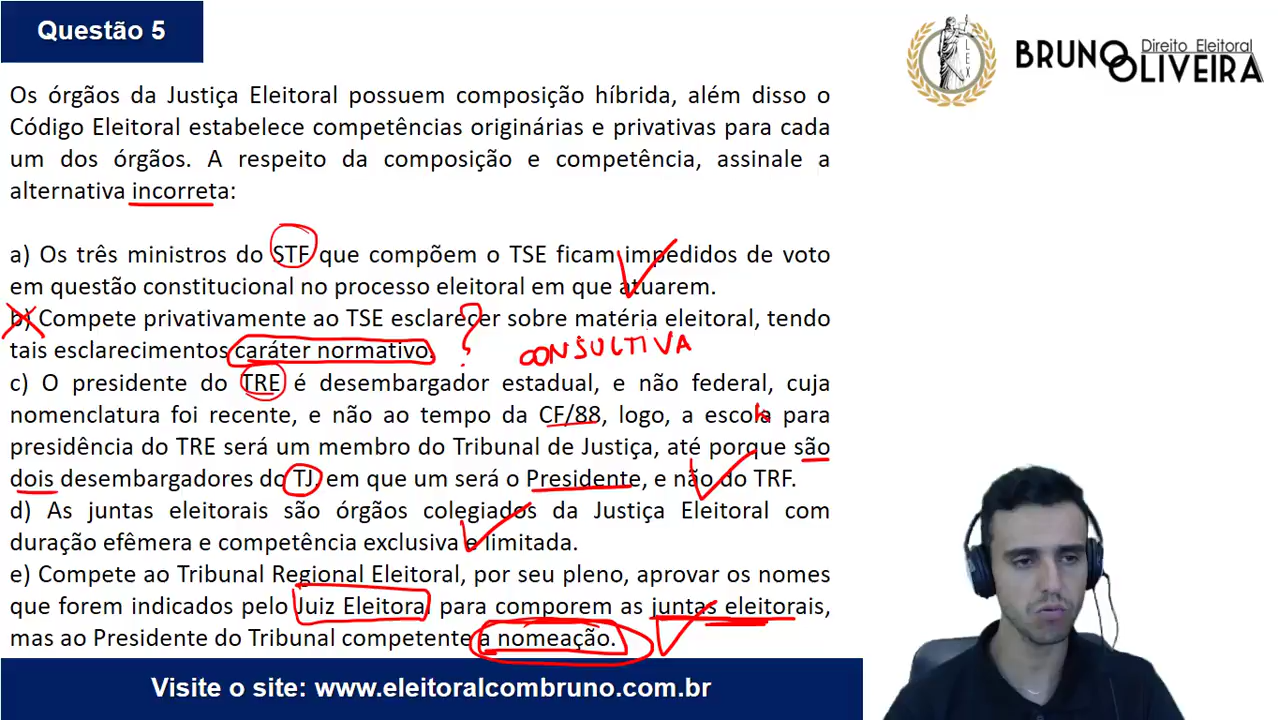 Questão 5
LEX
BRUNO Direito Eleitoral
OLIVEIRA
Os órgãos da Justiça Eleitoral possuem composição híbrida, além disso o
Código Eleitoral estabelece competências originárias e privativas para cada
um dos órgãos. A respeito da composição e competência, assinale a
alternativa incorreta:
a) Os três ministros do STF que compõem o TSE ficam impedidos de voto
em questão constitucional no processo eleitoral em que atuarem.
b) Compete privativamente ao TSE esclarecer sobre matéria eleitoral, tendo
tais esclarecimentos caráter normativo. ? CONSULTIVA
c) O presidente do TRE é desembargador estadual, e não federal, cuja
nomenclatura foi recente, e não ao tempo da CF/88, logo, a escola para
presidência do TRE será um membro do Tribunal de Justiça, até porque são
dois desembargadores do TJ, em que um será o Presidente, e não do TRF.
d) As juntas eleitorais são órgãos colegiados da Justiça Eleitoral com
duração efêmera e competência exclusiva e limitada.
e) Compete ao Tribunal Regional Eleitoral, por seu pleno, aprovar os nomes
que forem indicados pelo Juiz Eleitoral para comporem as juntas eleitorais,
mas ao Presidente do Tribunal competente a nomeação.
Visite o site: www.eleitoralcombruno.com.br